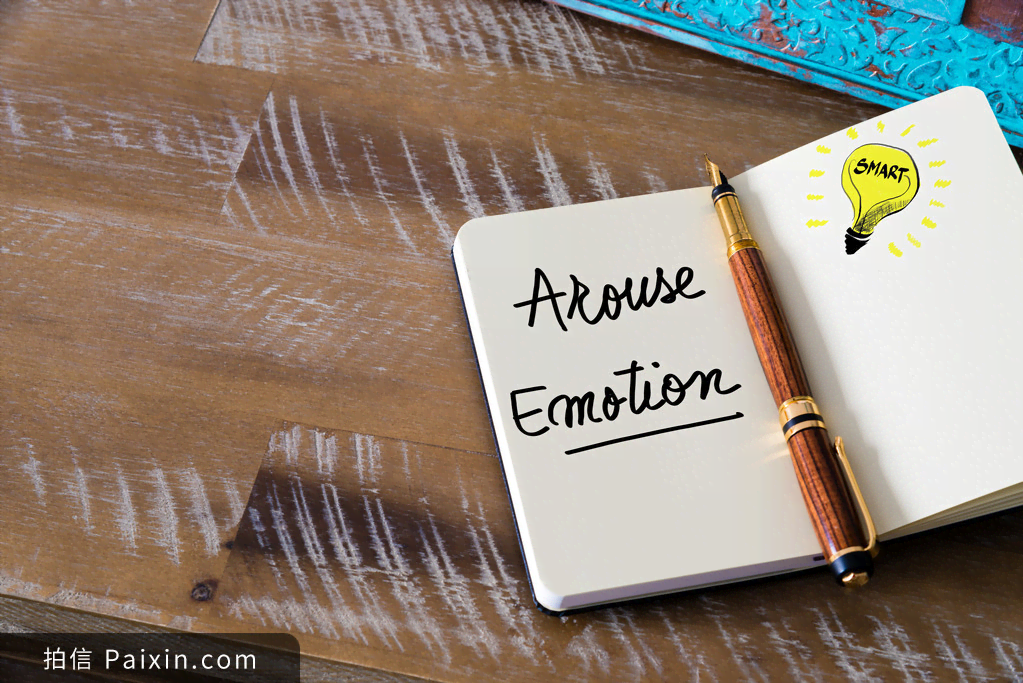 Arouse
Emotion
SMART
拍信 Paixin.com